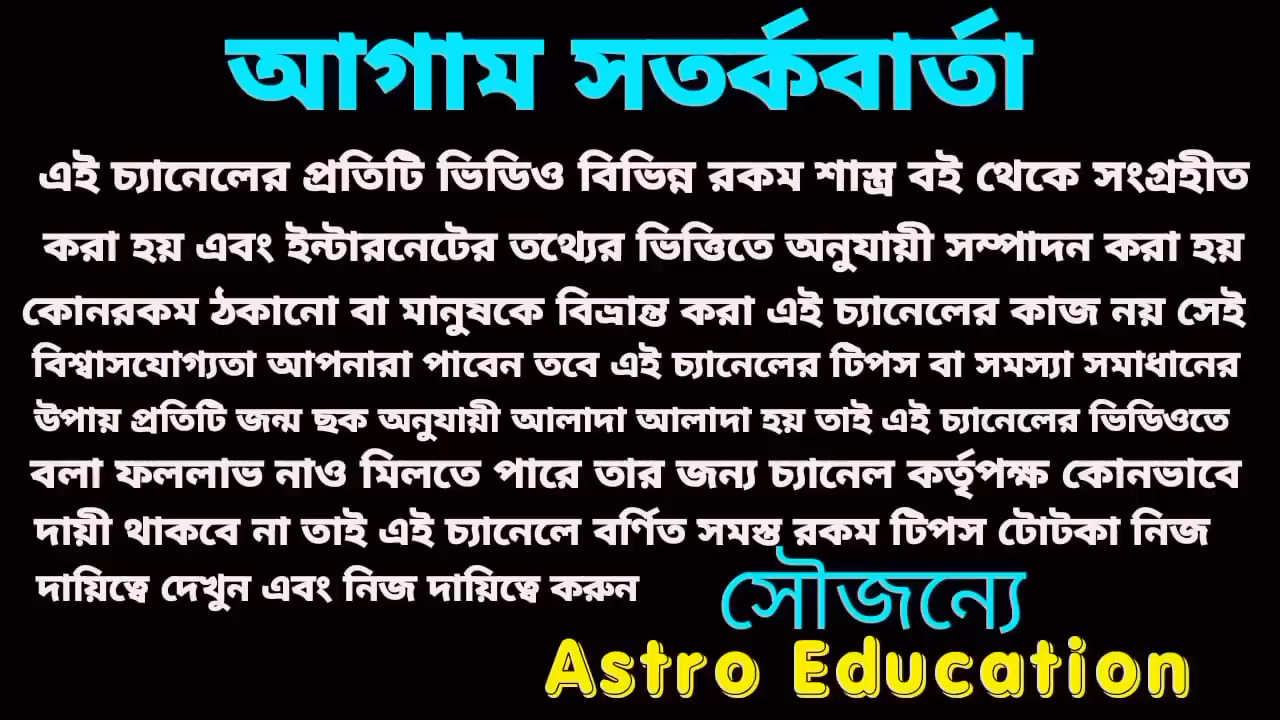 আগাম সতর্কবার্তা
এই চ্যানেলের প্রতিটি ভিডিও বিভিন্ন রকম শাস্ত্র বই থেকে সংগ্রহীত
করা হয় এবং ইন্টারনেটের তথ্যের ভিত্তিতে অনুযায়ী সম্পাদন করা হয়
কোনরকম ঠকানো বা মানুষকে বিভ্রান্ত করা এই চ্যানেলের কাজ নয় সেই
বিশ্বাসযোগ্যতা আপনারা পাবেন তবে এই চ্যানেলের টিপস বা সমস্যা সমাধানের
উপায় প্রতিটি জন্ম ছক অনুযায়ী আলাদা আলাদা হয় তাই এই চ্যানেলের ভিডিওতে
বলা ফললাভ নাও মিলতে পারে তার জন্য চ্যানেল কর্তৃপক্ষ কোনভাবে
দায়ী থাকবে না তাই এই চ্যানেলে বর্ণিত সমস্ত রকম টিপস টোটকা নিজ
দায়িত্বে দেখুন এবং নিজ দায়িত্বে করুন
সৌজন্যে
Astro Education